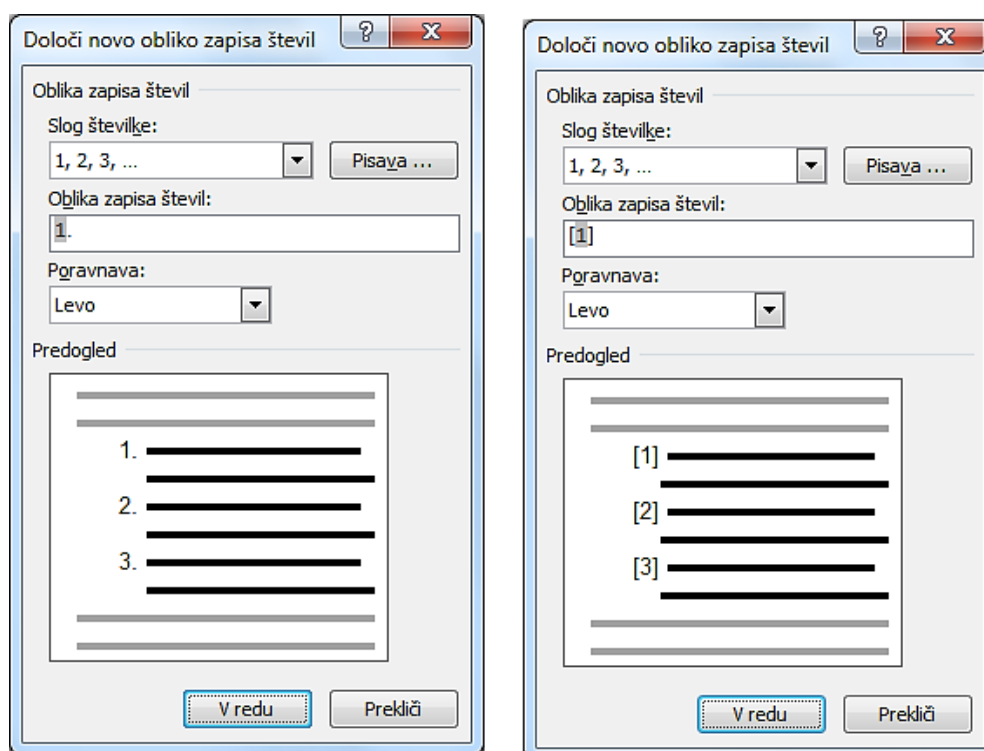 Določi novo obliko zapisa števil
Oblika zapisa števil
Slog številke:
1, 2, 3, ...
Pisava ...
Oblika zapisa števil:
1.
Poravnava:
Levo
Predogled
1.
2.
3.
V redu
Prekliči
Določi novo obliko zapisa števil
Oblika zapisa števil
Slog številke:
1, 2, 3, ...
Pisava ...
Oblika zapisa števil:
[1]
Poravnava:
Levo
Predogled
[1]
[2]
[3]
V redu
Prekliči